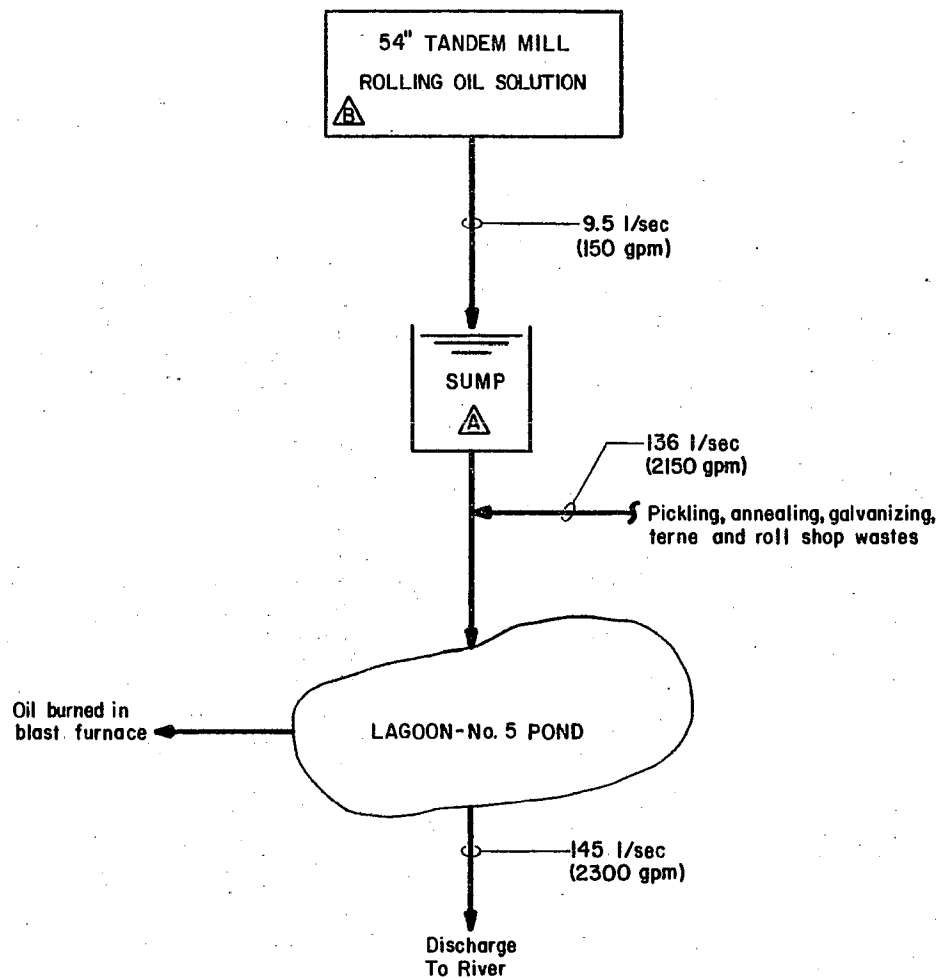 54" TANDEM MILL
ROLLING OIL SOLUTION
B
9.5 l/sec
(150 gpm)
SUMP
A
136 l/sec
(2150 gpm)
Pickling, annealing, galvanizing,
terne and roll shop wastes
Oil burned in
blast furnace
LAGOON-No. 5 POND
145 l/sec
(2300 gpm)
Discharge
To River